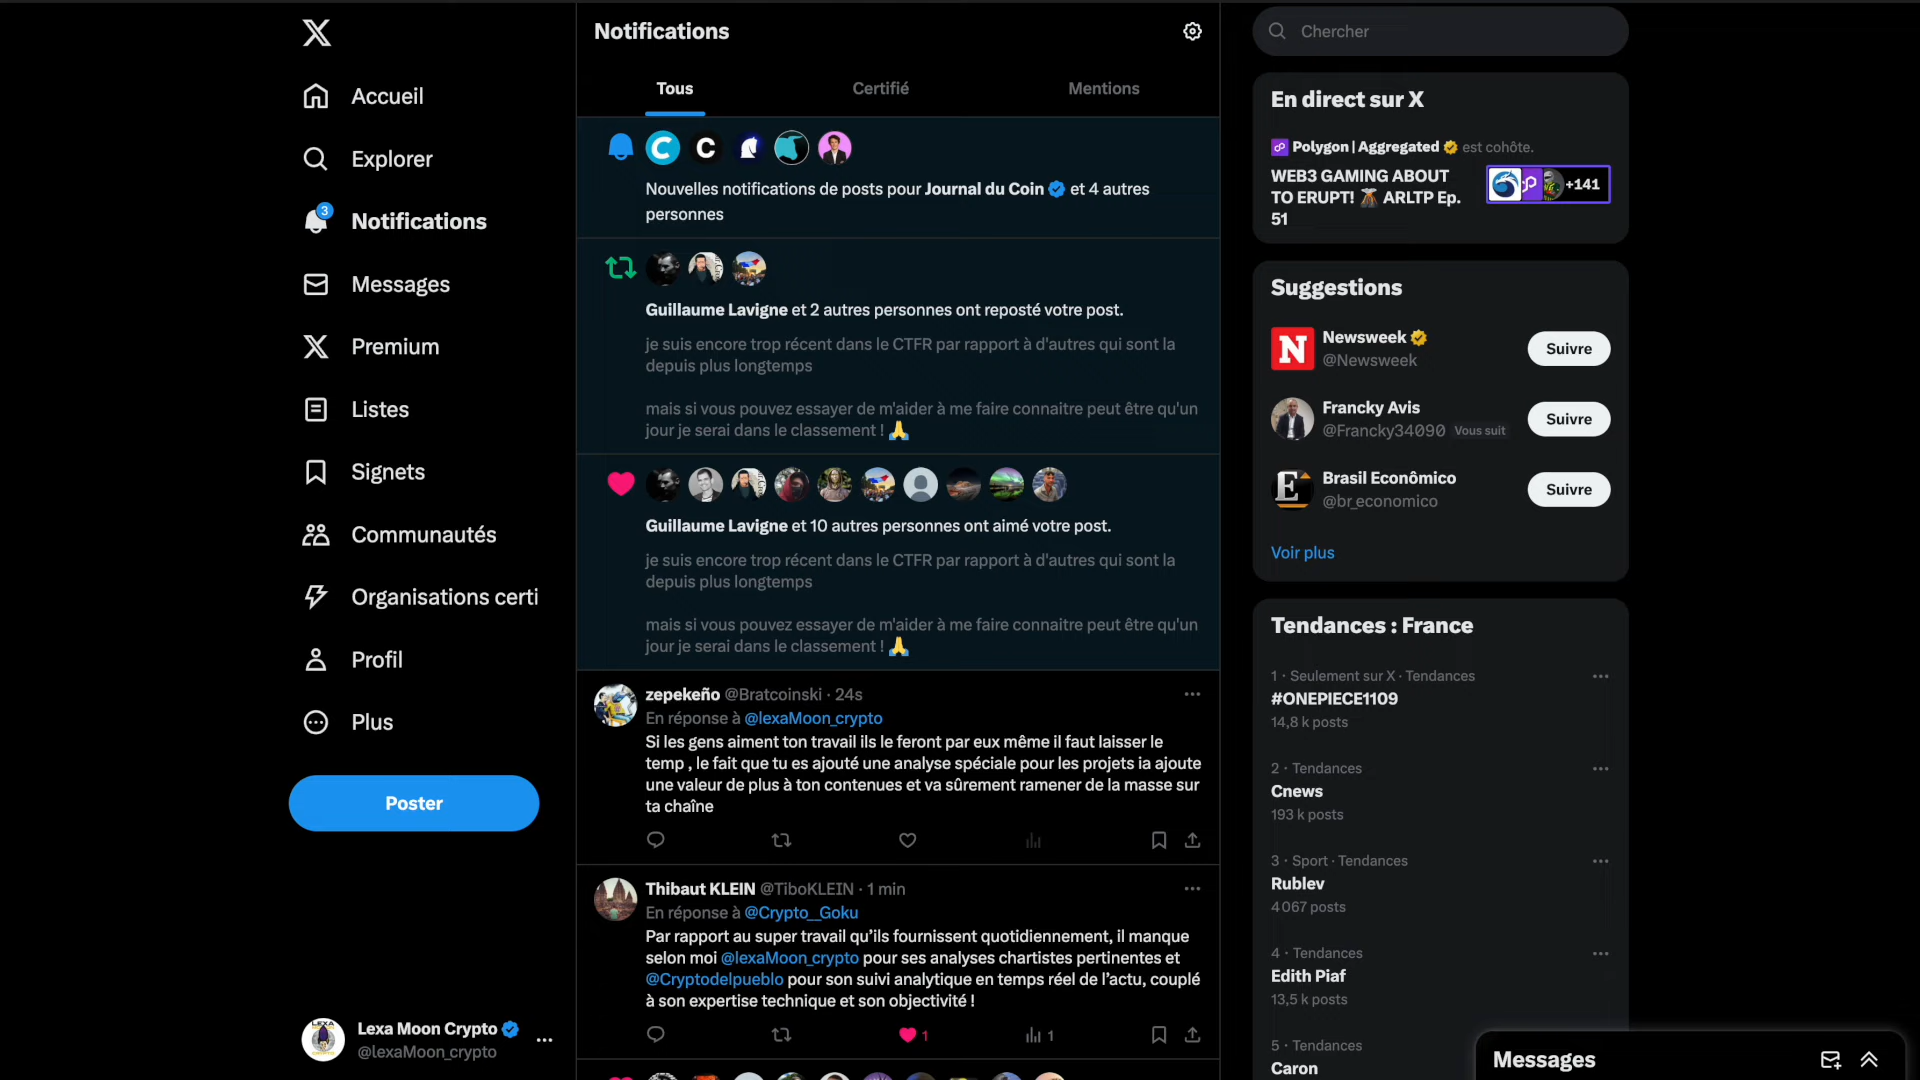 Accueil
Explorer
3
Notifications
Messages
Premium
Listes
Signets
Communautés
Organisations certi
Profil
Plus
Poster
Lexa Moon Crypto
@lexaMoon_crypto
Notifications
Tous
Certifié
Mentions
Nouvelles notifications de posts pour Journal du Coin et 4 autres
personnes
Guillaume Lavigne et 2 autres personnes ont reposté votre post.
je suis encore trop récent dans le CTFR par rapport à d'autres qui sont la
depuis plus longtemps
mais si vous pouvez essayer de m'aider à me faire connaitre peut être qu'un
jour je serai dans le classement ! 🙏
Guillaume Lavigne et 10 autres personnes ont aimé votre post.
je suis encore trop récent dans le CTFR par rapport à d'autres qui sont la
depuis plus longtemps
mais si vous pouvez essayer de m'aider à me faire connaitre peut être qu'un
jour je serai dans le classement ! 🙏
zepekeño @Bratcoinski · 24s
En réponse à @lexaMoon_crypto
Si les gens aiment ton travail ils le feront par eux même il faut laisser le
temp , le fait que tu es ajouté une analyse spéciale pour les projets ia ajoute
une valeur de plus à ton contenues et va sûrement ramener de la masse sur
ta chaîne
Thibaut KLEIN @TiboKLEIN · 1 min
En réponse à @Crypto__Goku
Par rapport au super travail qu’ils fournissent quotidiennement, il manque
selon moi @lexaMoon_crypto pour ses analyses chartistes pertinentes et
@Cryptodelpueblo pour son suivi analytique en temps réel de l’actu, couplé
à son expertise technique et son objectivité !
1
1
Chercher
En direct sur X
Polygon | Aggregated est cohôte.
WEB3 GAMING ABOUT
TO ERUPT! 🌋 ARLTP Ep.
51
+141
Suggestions
Newsweek
@Newsweek
Suivre
Francky Avis
@Francky34090 Vous suit
Suivre
Brasil Econômico
@br_economico
Suivre
Voir plus
Tendances : France
1 · Seulement sur X · Tendances
#ONEPIECE1109
14,8 k posts
2 · Tendances
Cnews
193 k posts
3 · Sport · Tendances
Rublev
4 067 posts
4 · Tendances
Edith Piaf
13,5 k posts
5 · Tendances
Caron
Messages